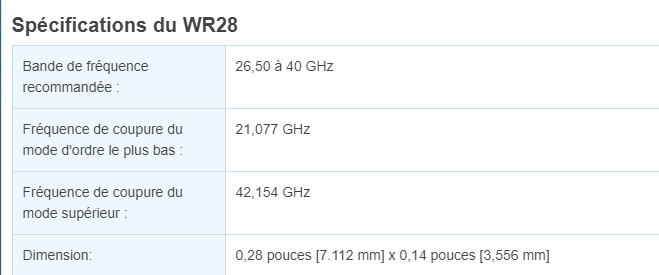 Spécifications du WR28
Bande de fréquence
recommandée :
26,50 à 40 GHz
Fréquence de coupure du
mode d'ordre le plus bas :
21,077 GHz
Fréquence de coupure du
mode supérieur :
42,154 GHz
Dimension:
0,28 pouces [7.112 mm] x 0,14 pouces [3,556 mm]